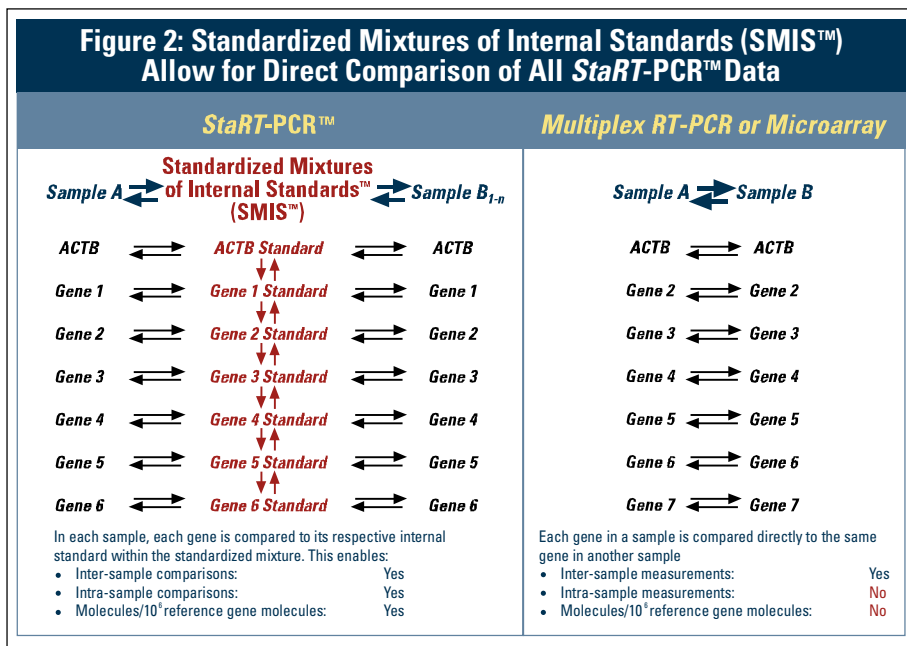 Figure 2: Standardized Mixtures of Internal Standards (SMIS™)
Allow for Direct Comparison of All StaRT-PCR™ Data
StaRT-PCR™
Sample A
Standardized Mixtures
of Internal Standards™
(SMIS™)
Sample B1-n
ACTB ACTB Standard ACTB
Gene 1 Gene 1 Standard Gene 1
Gene 2 Gene 2 Standard Gene 2
Gene 3 Gene 3 Standard Gene 3
Gene 4 Gene 4 Standard Gene 4
Gene 5 Gene 5 Standard Gene 5
Gene 6 Gene 6 Standard Gene 6
In each sample, each gene is compared to its respective internal
standard within the standardized mixture. This enables:
• Inter-sample comparisons: Yes
• Intra-sample comparisons: Yes
• Molecules/10⁶ reference gene molecules: Yes
Multiplex RT-PCR or Microarray
Sample A Sample B
ACTB ACTB
Gene 2 Gene 2
Gene 3 Gene 3
Gene 4 Gene 4
Gene 5 Gene 5
Gene 6 Gene 6
Gene 7 Gene 7
Each gene in a sample is compared directly to the same
gene in another sample
• Inter-sample measurements: Yes
• Intra-sample measurements: No
• Molecules/10⁶ reference gene molecules: No